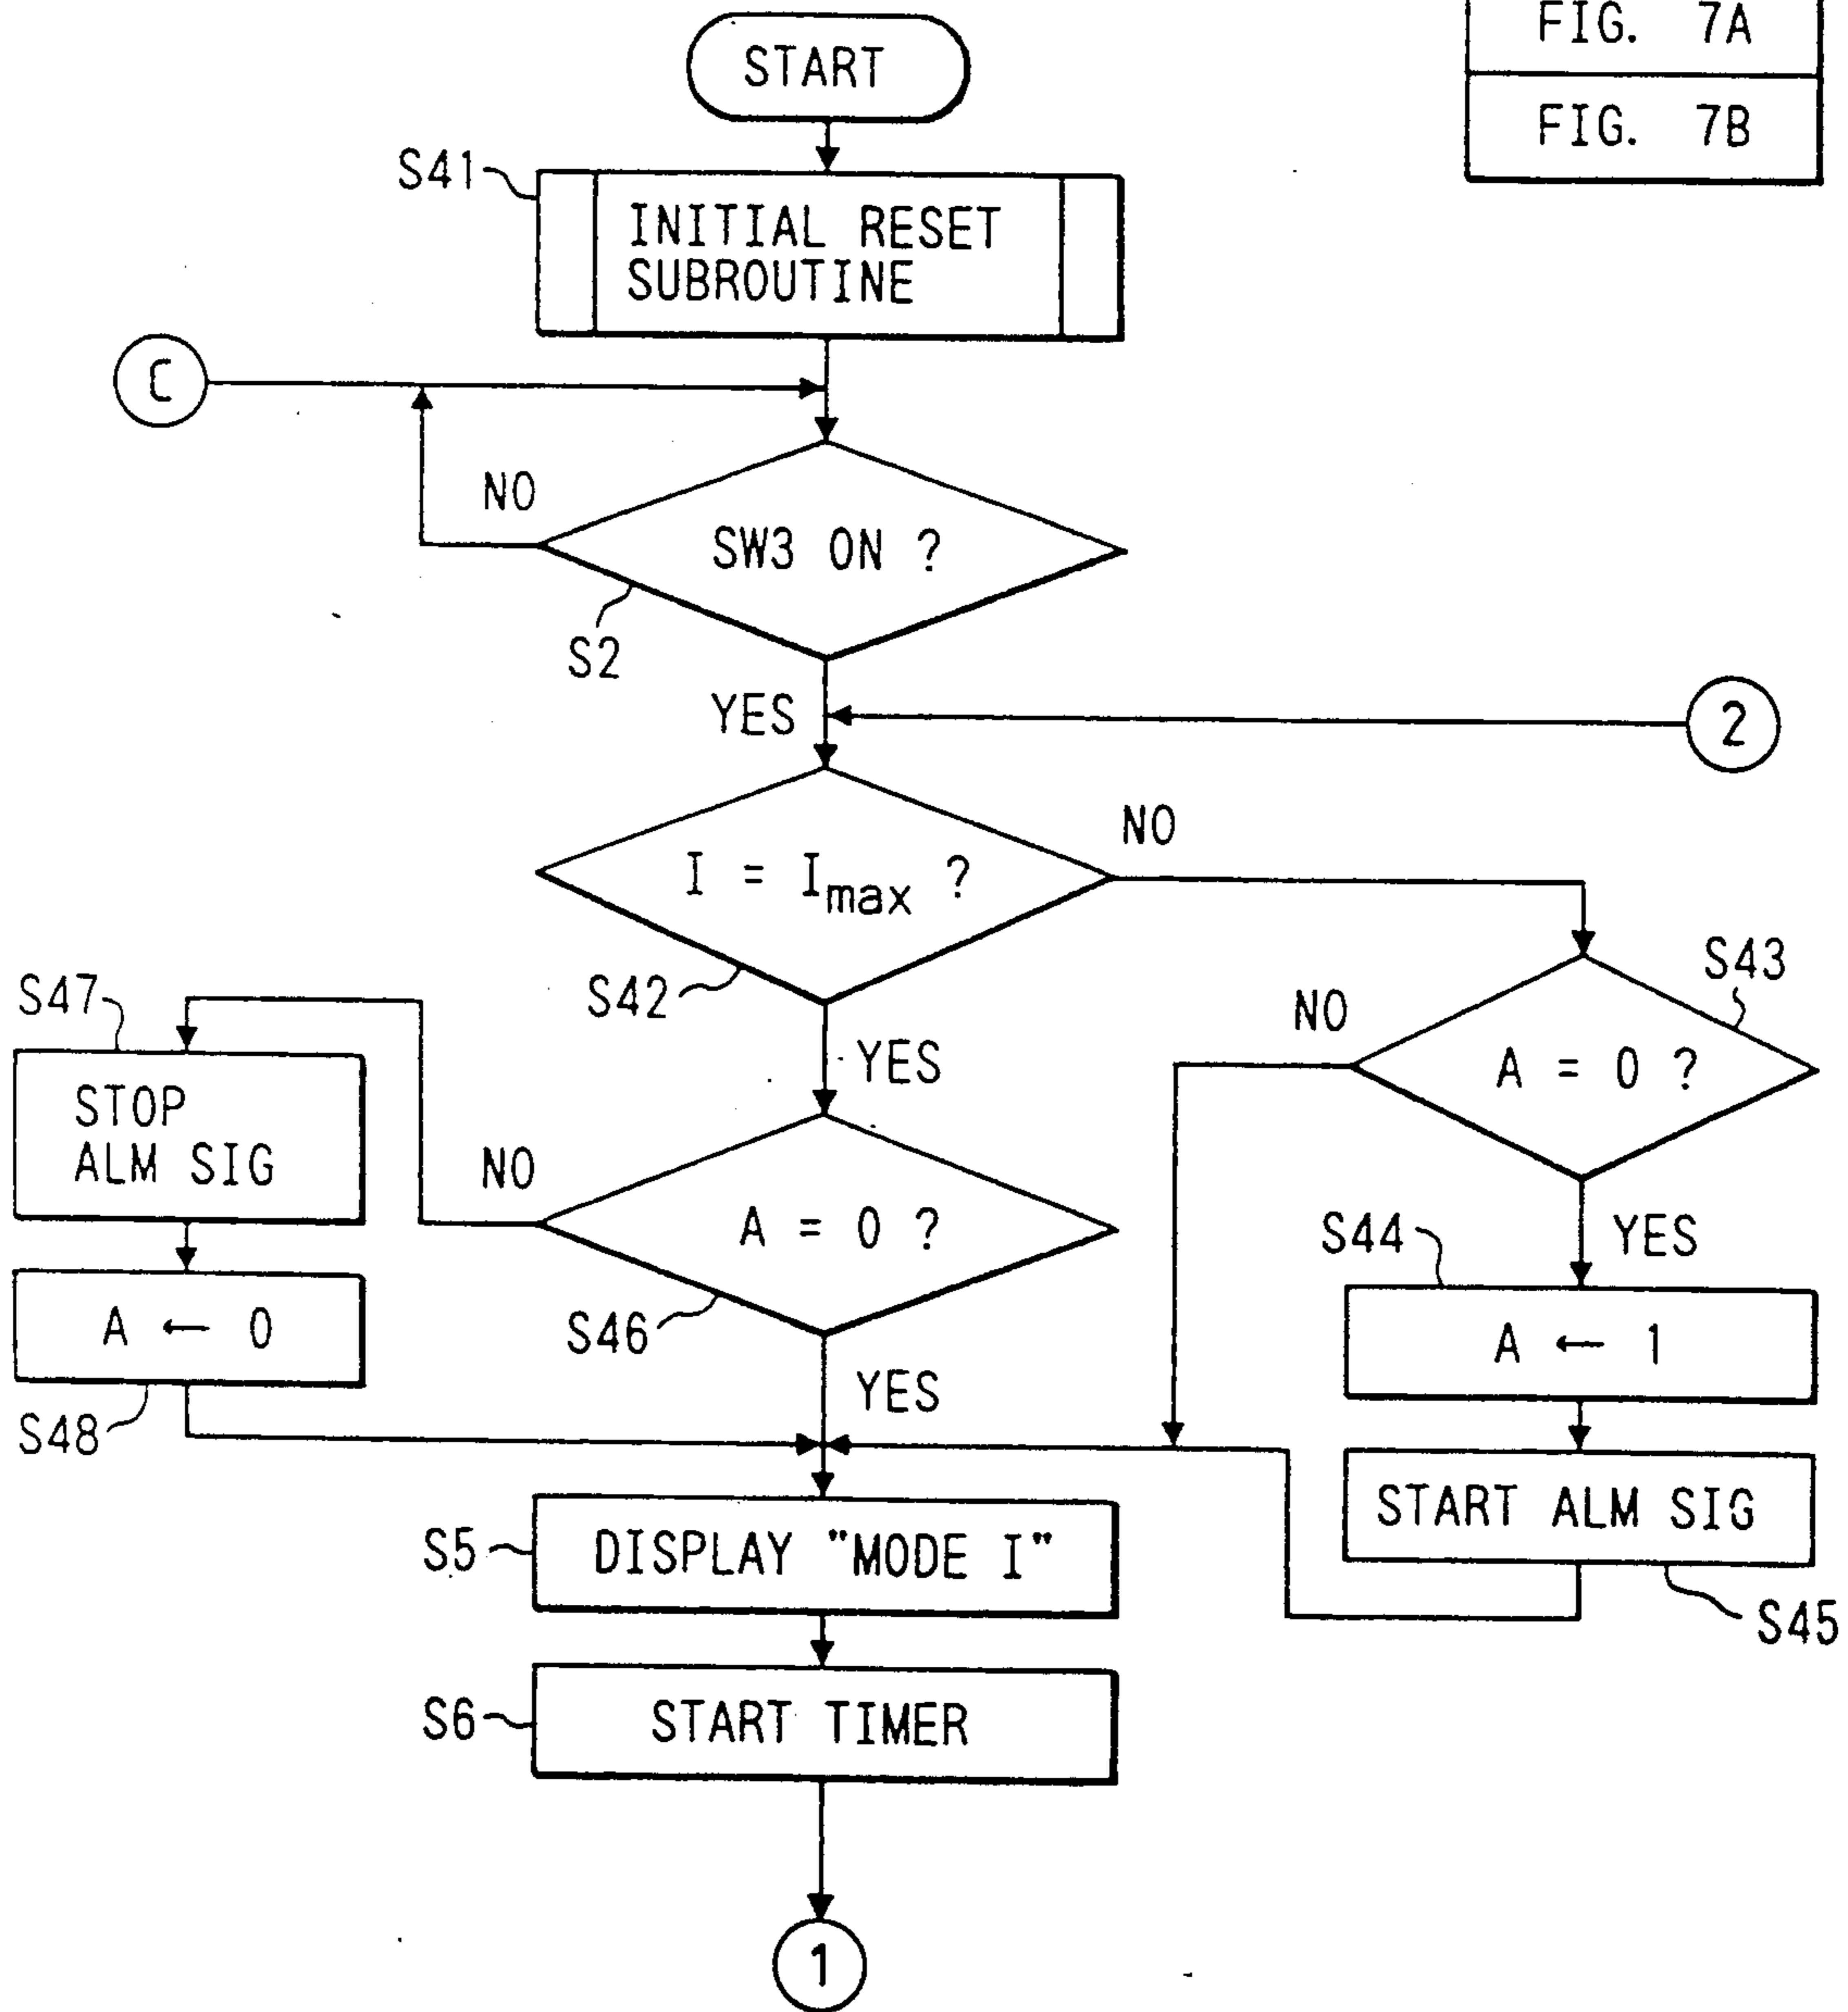 FIG. 7A
FIG. 7B
START
S41
INITIAL RESET
SUBROUTINE
C
NO
SW3 ON ?
S2
YES
2
NO
I = Imax ?
S42
S43
NO
A = 0 ?
YES
S47
STOP
ALM SIG
NO
A = 0 ?
S46
YES
S44
A ← 1
A ← 0
S48
YES
START ALM SIG
S45
S5
DISPLAY "MODE I"
S6
START TIMER
1